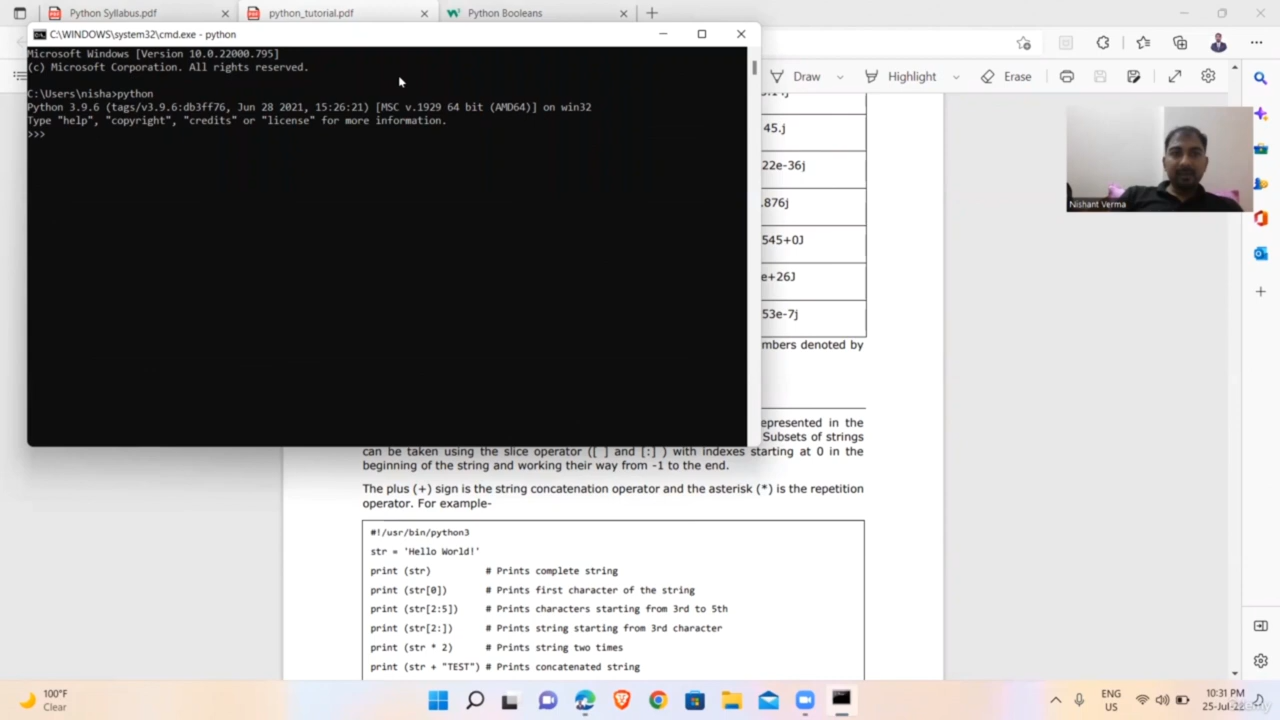 Python Syllabus.pdf
python_tutorial.pdf
Python Booleans
C:\WINDOWS\system32\cmd.exe - python
Microsoft Windows [Version 10.0.22000.795]
(c) Microsoft Corporation. All rights reserved.
C:\Users\nisha>python
Python 3.9.6 (tags/v3.9.6:db3ff76, Jun 28 2021, 15:26:21) [MSC v.1929 64 bit (AMD64)] on win32
Type "help", "copyright", "credits" or "license" for more information.
>>>
Draw
Highlight
Erase
45.j
22e-36j
.876j
545+0J
e+26J
53e-7j
Nishant Verma
mbers denoted by
epresented in the
Subsets of strings
can be taken using the slice operator ([ ] and [:] ) with indexes starting at 0 in the
beginning of the string and working their way from -1 to the end.
The plus (+) sign is the string concatenation operator and the asterisk (*) is the repetition
operator. For example-
#!/usr/bin/python3
str = 'Hello World!'
print (str) # Prints complete string
print (str[0]) # Prints first character of the string
print (str[2:5]) # Prints characters starting from 3rd to 5th
print (str[2:]) # Prints string starting from 3rd character
print (str * 2) # Prints string two times
print (str + "TEST") # Prints concatenated string
100°F
Clear
ENG
US
10:31 PM